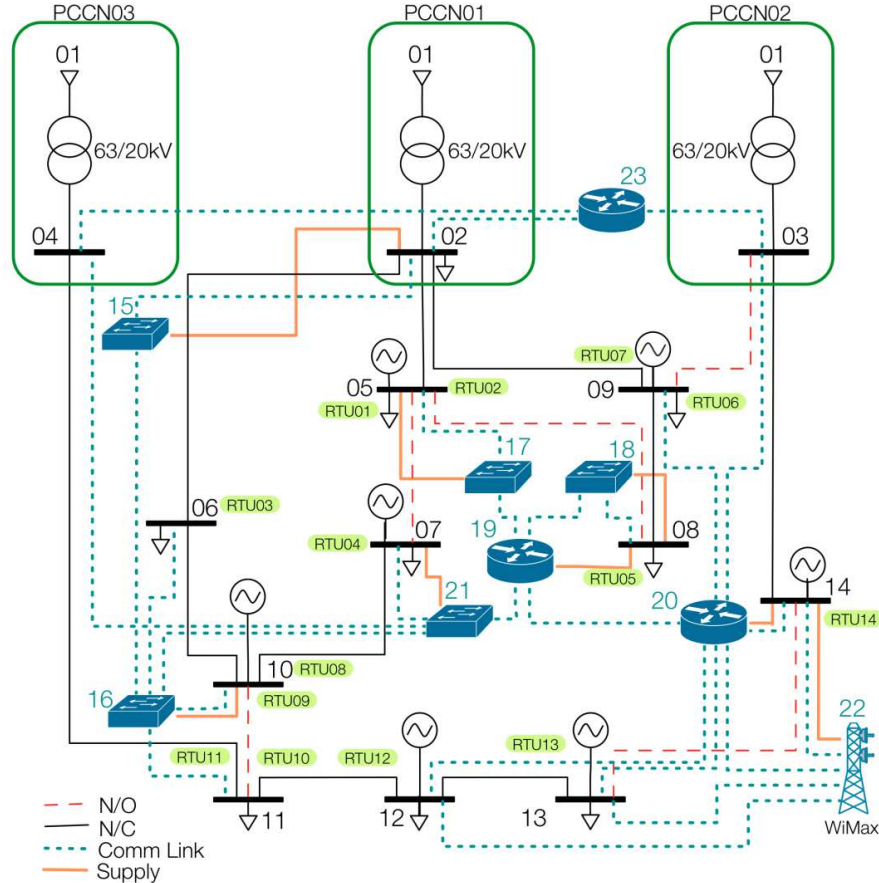 PCCN03 PCCN01 PCCN02
01 01 01
63/20kV 63/20kV 63/20kV
23
04 02 03
15
RTU07
05 RTU02 09
RTU01 RTU06
17 18
06 RTU03
07 19 08
RTU04
RTU05
21 20 14
RTU14
10 RTU08
16 RTU09
22
RTU11 RTU10 RTU12 RTU13
11 12 13
WiMax
N/O
N/C
Comm Link
Supply